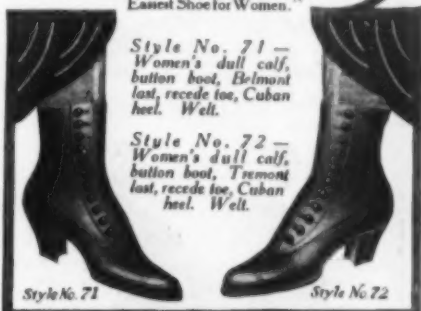 Easiest Shoe for Women."
Style No. 71 —
Women's dull calf,
button boot, Belmont
last, recede toe, Cuban
heel. Welt.
Style No. 72 —
Women's dull calf,
button boot, Tremont
last, recede toe, Cuban
heel. Welt.
Style No. 71
Style No 72